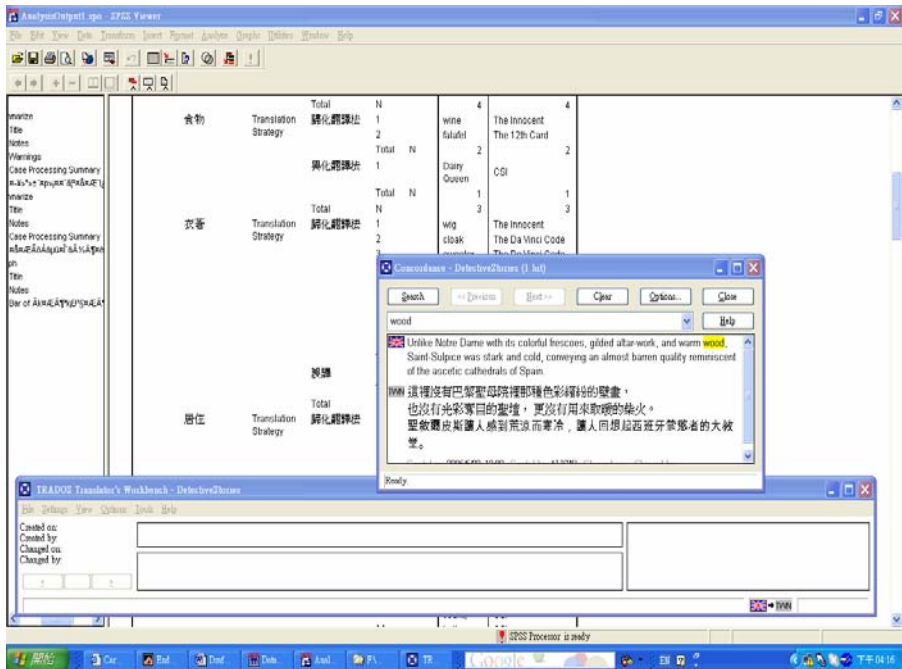 AnalysisOutput1.spo - SPSS Viewer
File Edit View Data Transform Insert Format Analyze Graphs Utilities Window Help
Total N 4 4
食物 Translation Strategy 歸化翻譯法 1 wine The Innocent
2 falafel The 12th Card
Total N 2 2
異化翻譯法 1 Dairy Queen CSI
Total N 1 1
Total N 3 3
衣著 Translation Strategy 歸化翻譯法 1 wig The Innocent
2 cloak The Da Vinci Code
誤譯
Total
居住 Translation Strategy 歸化翻譯法
Title
Notes
Warnings
Case Processing Summary
Title
Notes
Case Processing Summary
Title
Notes
Concordance - DetectiveStories (1 hit)
Search << Previous Next >> Clear Options... Close
wood Help
Unlike Notre Dame with its colorful frescoes, gilded altar-work, and warm wood,
Saint-Sulpice was stark and cold, conveying an almost barren quality reminiscent
of the ascetic cathedrals of Spain.
TWN 這裡沒有巴黎聖母院裡那種色彩繽紛的壁畫，
也沒有光彩奪目的聖壇，更沒有用來取暖的柴火。
聖敘爾皮斯讓人感到荒涼而寒冷，讓人回想起西班牙禁慾者的大教
堂。
Ready.
TRADOS Translator's Workbench - DetectiveStories
File Settings View Options Tools Help
Created on:
Created by:
Changed on:
Changed by:
TWN
SPSS Processor is ready
開始
Google
下午 04:16